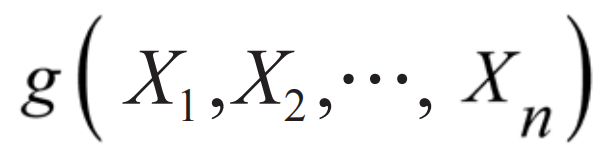 g( X₁,X₂,⋯, Xₙ)